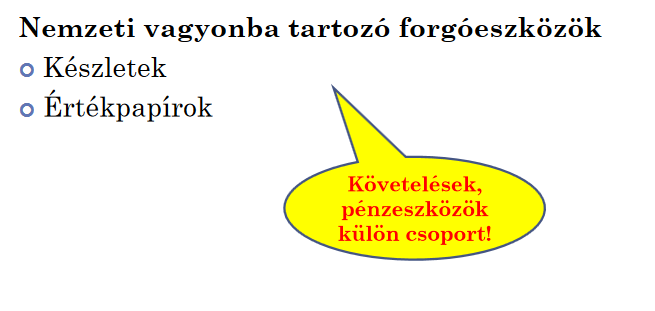 Nemzeti vagyonba tartozó forgóeszközök
Készletek
Értékpapírok
Követelések,
pénzeszközök
külön csoport!